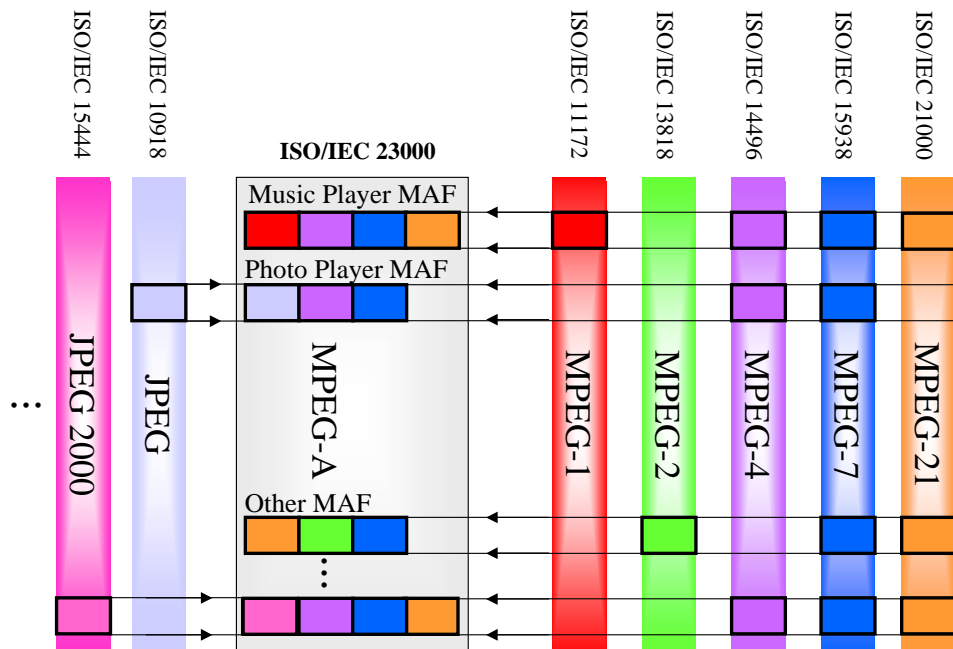 ISO/IEC 15444
ISO/IEC 10918
ISO/IEC 23000
ISO/IEC 11172
ISO/IEC 13818
ISO/IEC 14496
ISO/IEC 15938
ISO/IEC 21000
Music Player MAF
Photo Player MAF
...
JPEG 2000
JPEG
MPEG-A
MPEG-1
MPEG-2
MPEG-4
MPEG-7
MPEG-21
Other MAF
...